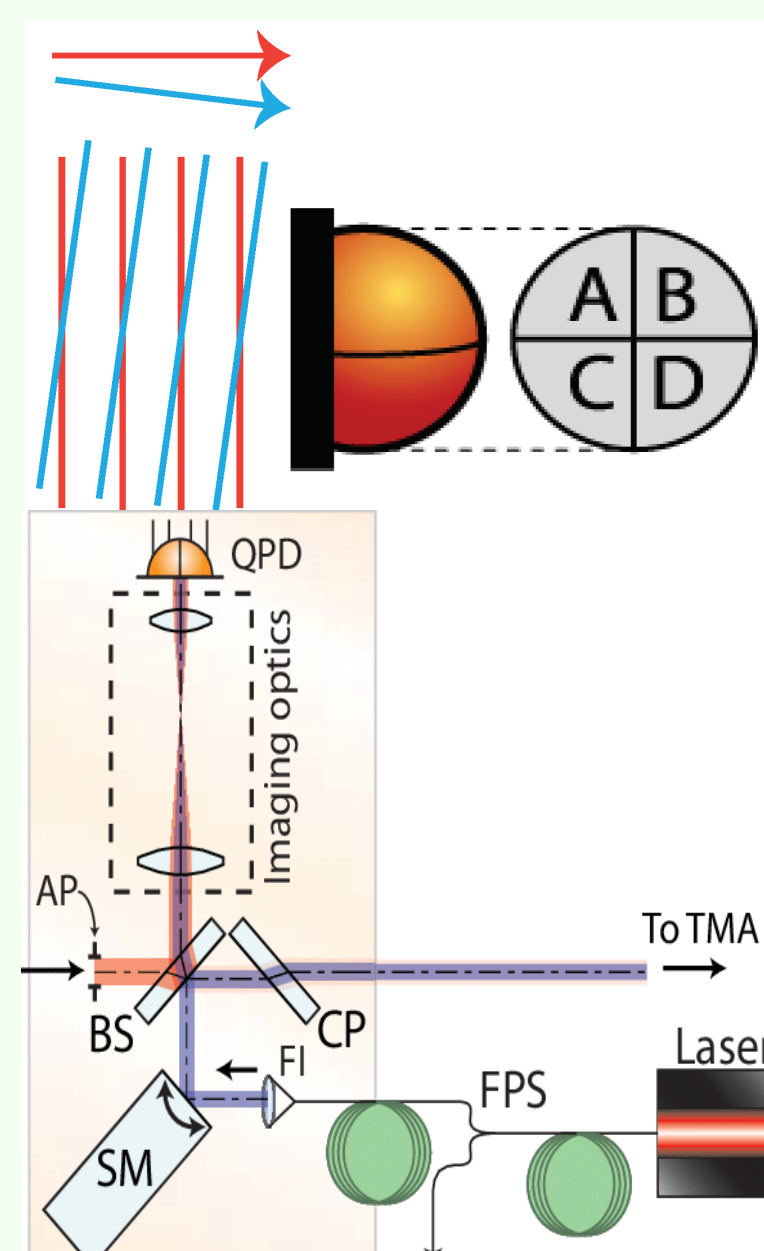 A B
C D
QPD
Imaging optics
AP
To TMA
BS
CP
FI
Laser
FPS
SM